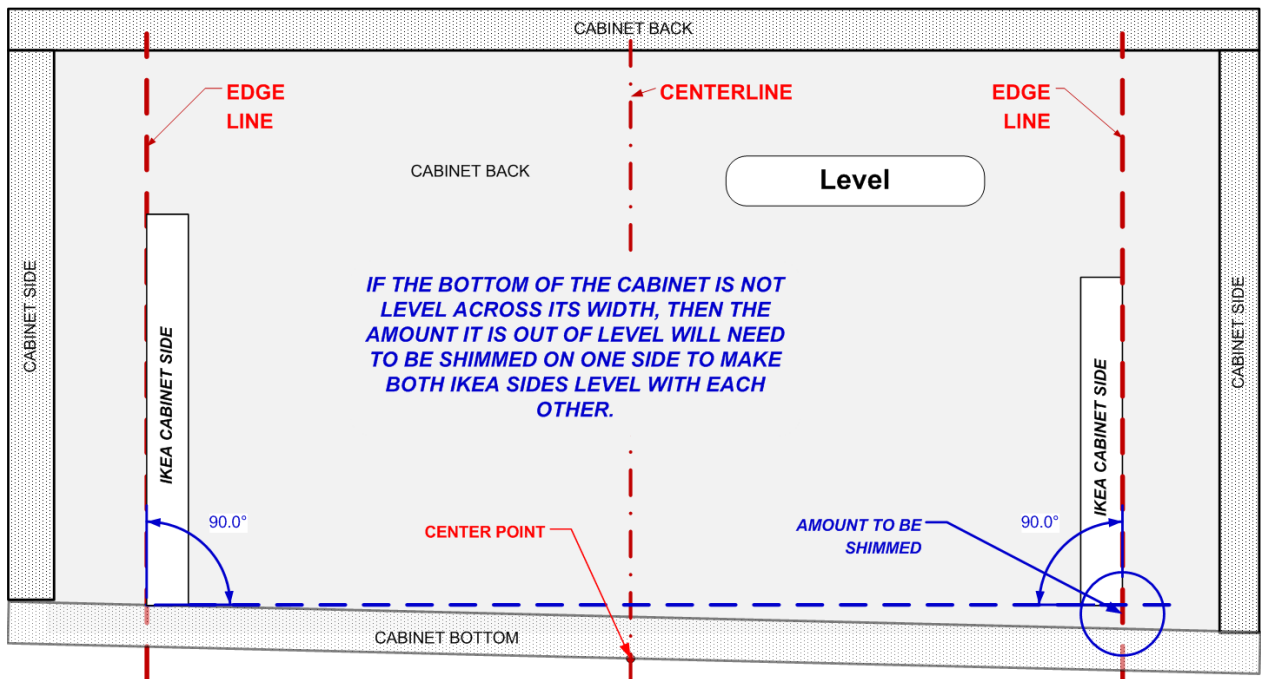 CABINET BACK
EDGE
LINE
CENTERLINE
EDGE
LINE
CABINET BACK
Level
CABINET SIDE
IF THE BOTTOM OF THE CABINET IS NOT
LEVEL ACROSS ITS WIDTH, THEN THE
AMOUNT IT IS OUT OF LEVEL WILL NEED
TO BE SHIMMED ON ONE SIDE TO MAKE
BOTH IKEA SIDES LEVEL WITH EACH
OTHER.
CABINET SIDE
IKEA CABINET SIDE
IKEA CABINET SIDE
90.0°
CENTER POINT
AMOUNT TO BE
SHIMMED
90.0°
CABINET BOTTOM